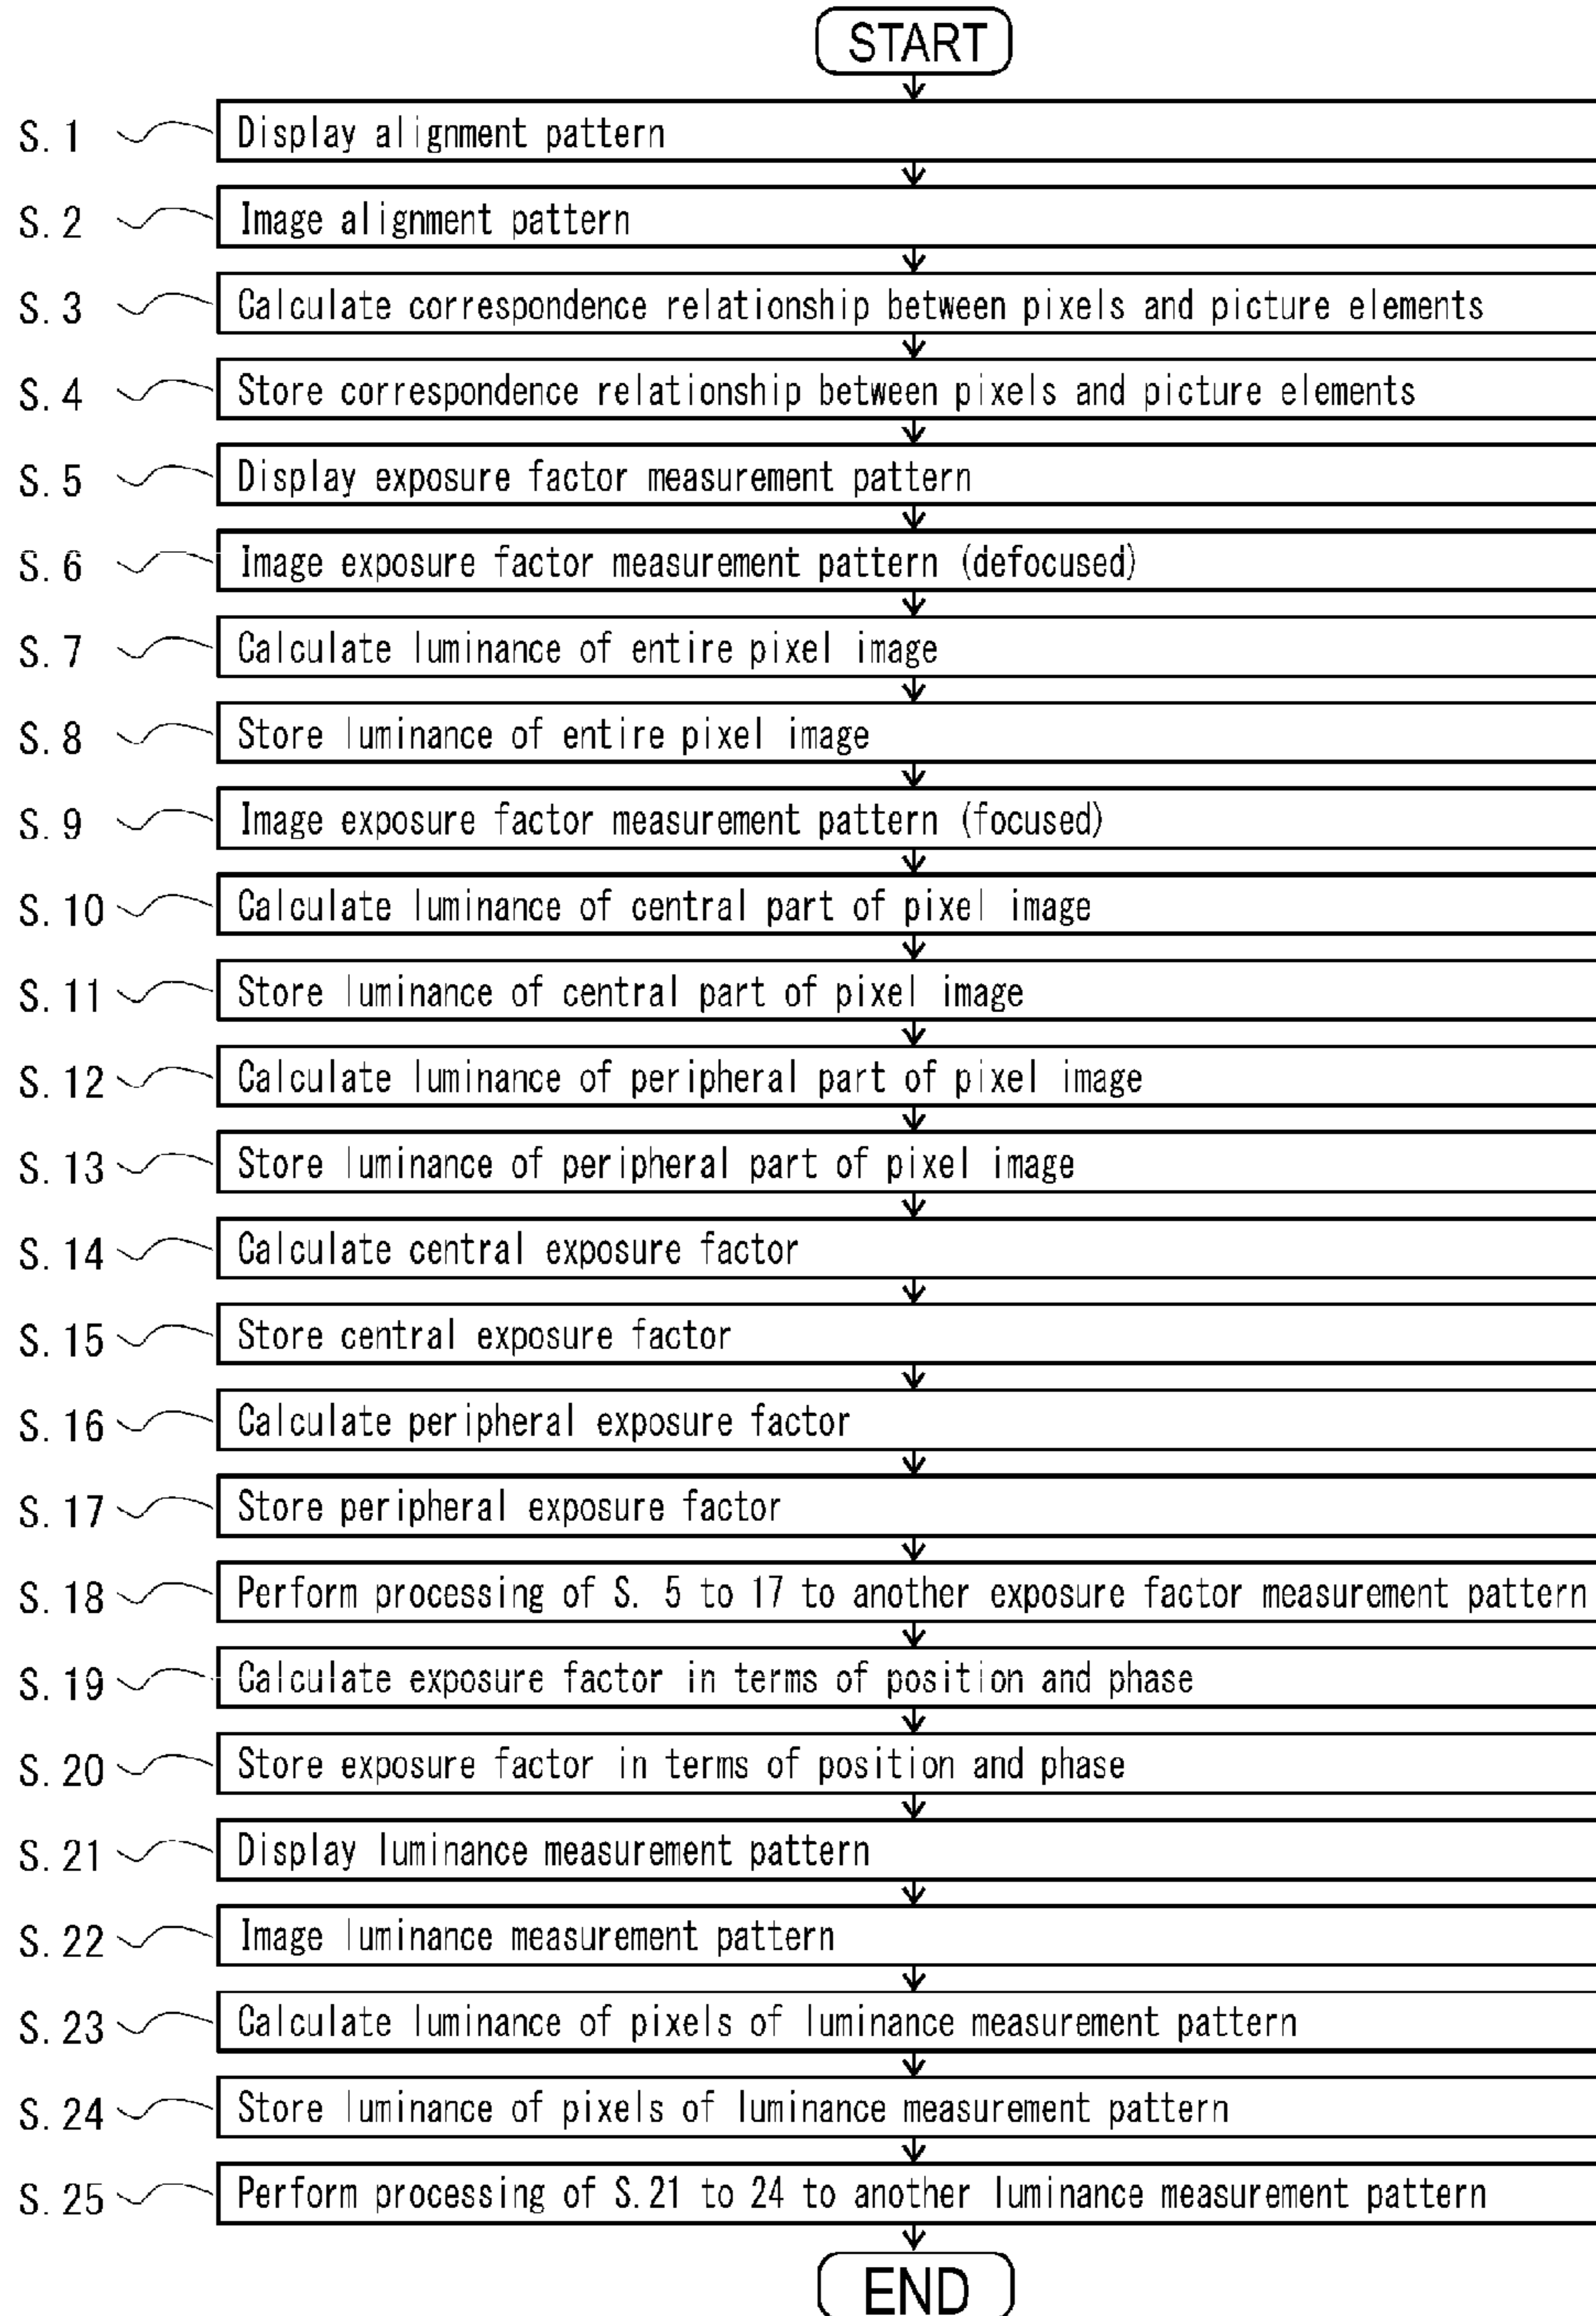 START
S. 1 Display alignment pattern
S. 2 Image alignment pattern
S. 3 Calculate correspondence relationship between pixels and picture elements
S. 4 Store correspondence relationship between pixels and picture elements
S. 5 Display exposure factor measurement pattern
S. 6 Image exposure factor measurement pattern (defocused)
S. 7 Calculate luminance of entire pixel image
S. 8 Store luminance of entire pixel image
S. 9 Image exposure factor measurement pattern (focused)
S. 10 Calculate luminance of central part of pixel image
S. 11 Store luminance of central part of pixel image
S. 12 Calculate luminance of peripheral part of pixel image
S. 13 Store luminance of peripheral part of pixel image
S. 14 Calculate central exposure factor
S. 15 Store central exposure factor
S. 16 Calculate peripheral exposure factor
S. 17 Store peripheral exposure factor
S. 18 Perform processing of S. 5 to 17 to another exposure factor measurement pattern
S. 19 Calculate exposure factor in terms of position and phase
S. 20 Store exposure factor in terms of position and phase
S. 21 Display luminance measurement pattern
S. 22 Image luminance measurement pattern
S. 23 Calculate luminance of pixels of luminance measurement pattern
S. 24 Store luminance of pixels of luminance measurement pattern
S. 25 Perform processing of S.21 to 24 to another luminance measurement pattern
END